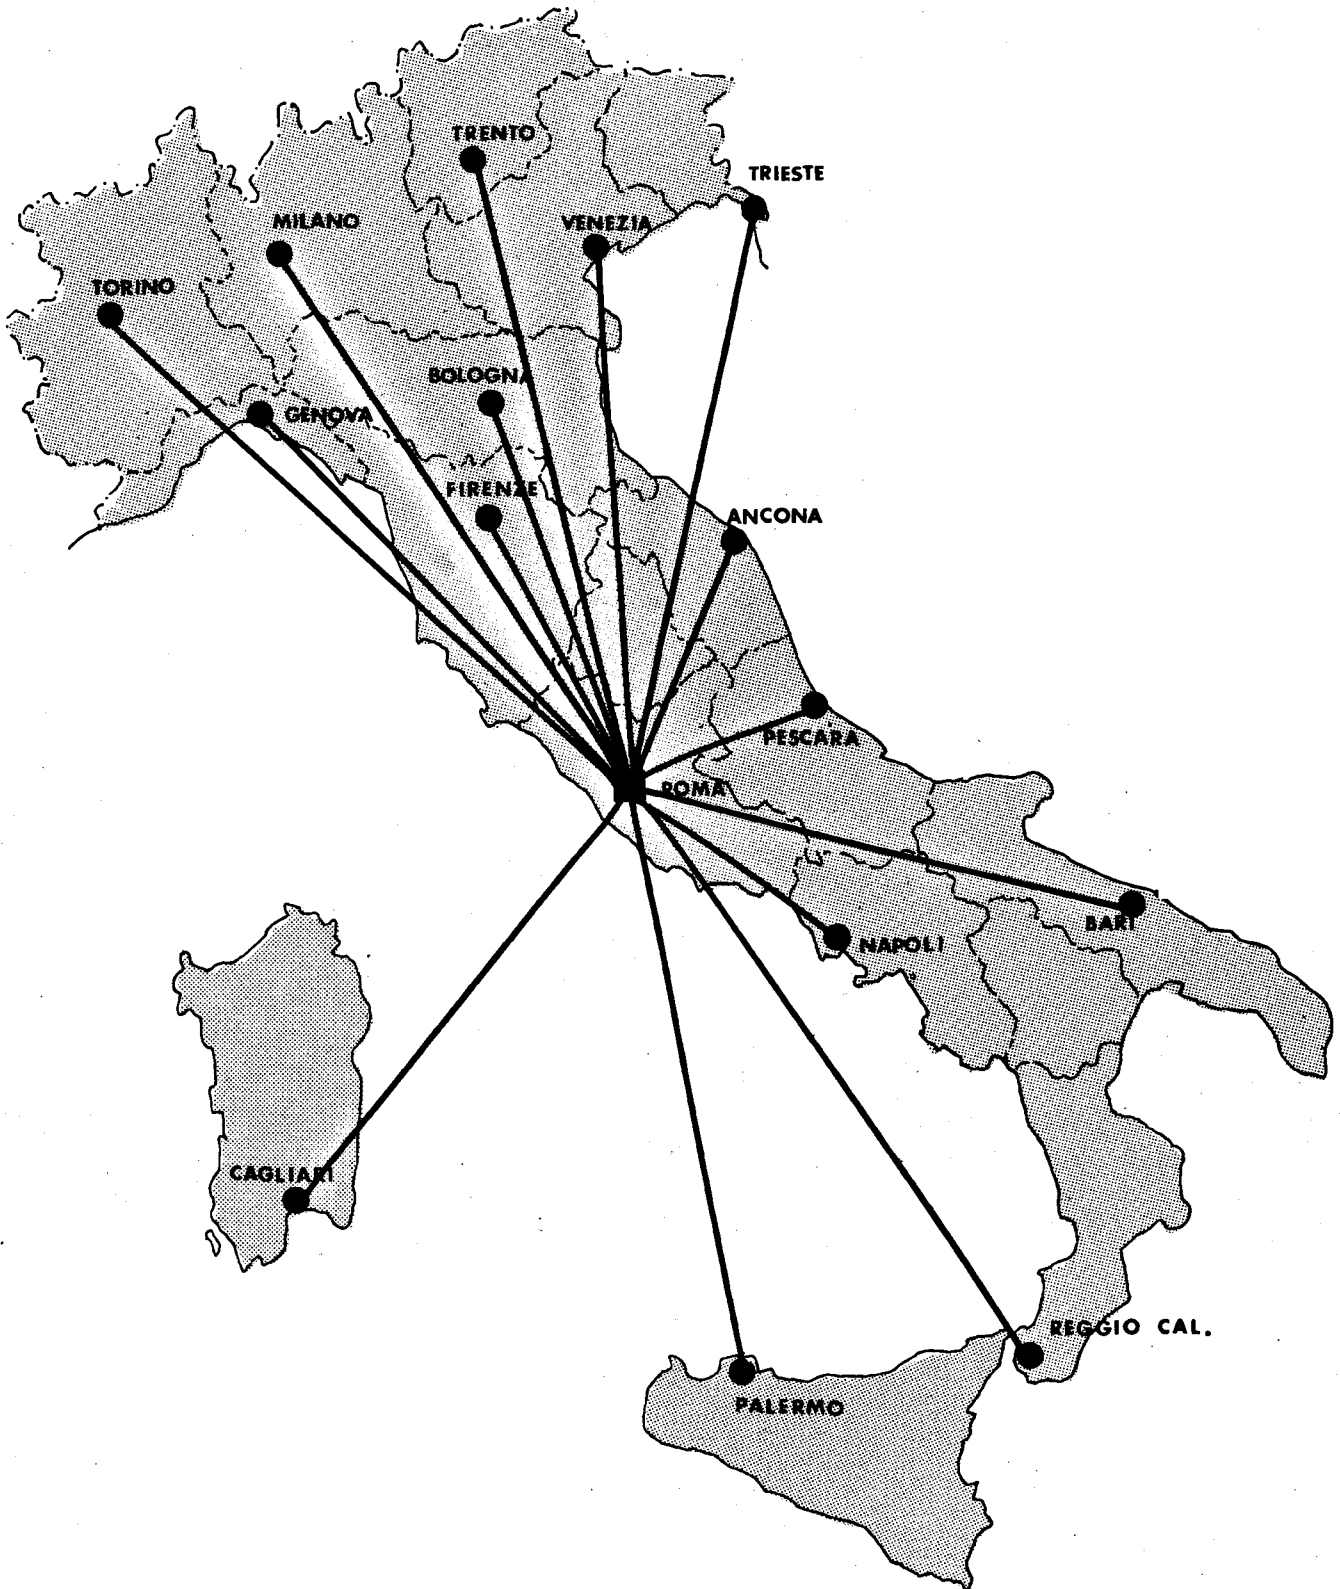 TRENTO
TRIESTE
MILANO
VENEZIA
TORINO
BOLOGNA
GENOVA
FIRENZE
ANCONA
PESCARA
ROMA
BARI
NAPOLI
CAGLIARI
REGGIO CAL.
PALERMO